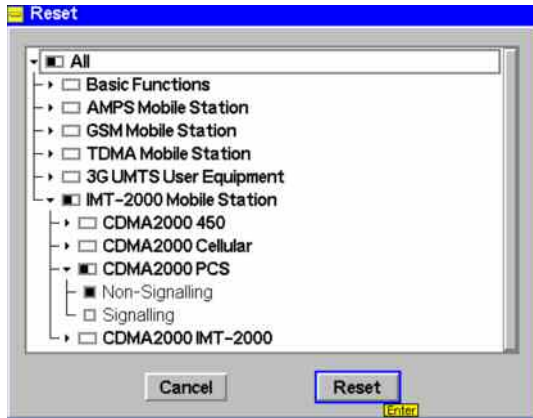 Reset
All
Basic Functions
AMPS Mobile Station
GSM Mobile Station
TDMA Mobile Station
3G UMTS User Equipment
IMT-2000 Mobile Station
CDMA2000 450
CDMA2000 Cellular
CDMA2000 PCS
Non-Signalling
Signalling
CDMA2000 IMT-2000
Cancel Reset
Enter